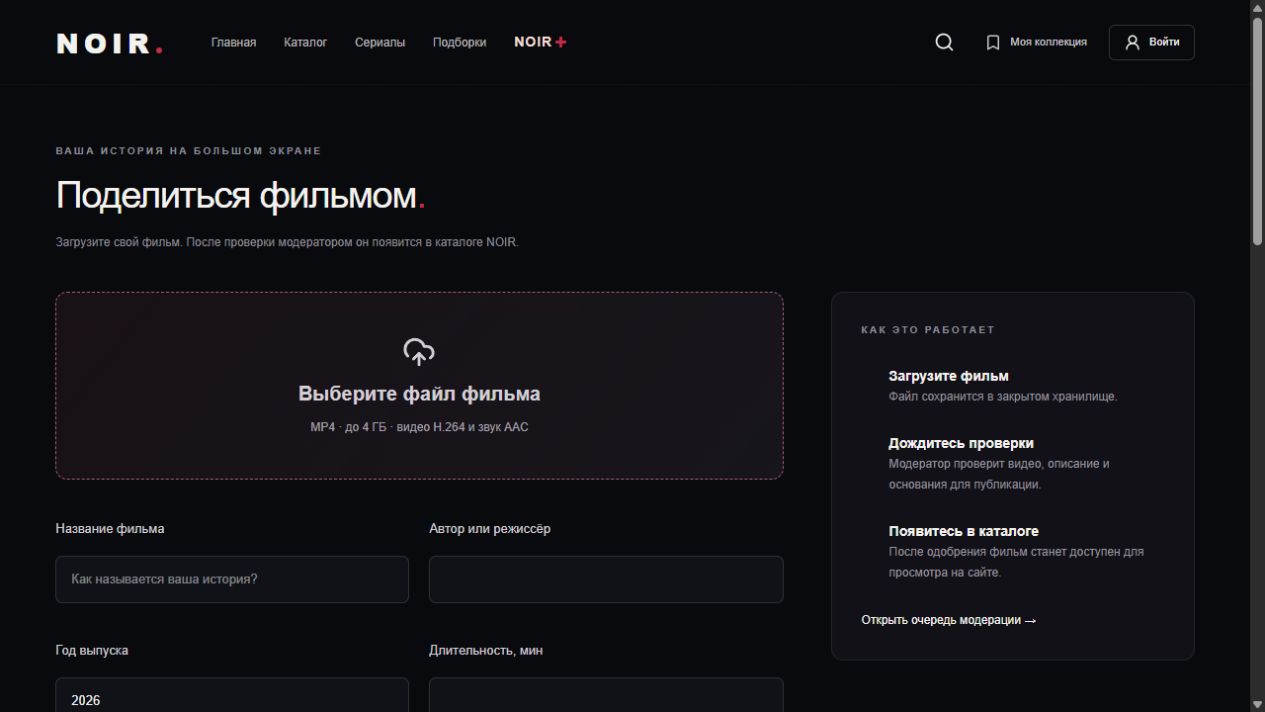 NOIR.
Главная
Каталог
Сериалы
Подборки
NOIR+
Моя коллекция
Войти
ВАША ИСТОРИЯ НА БОЛЬШОМ ЭКРАНЕ
Поделиться фильмом.
Загрузите свой фильм. После проверки модератором он появится в каталоге NOIR.
Выберите файл фильма
MP4 · до 4 ГБ · видео H.264 и звук AAC
Название фильма
Как называется ваша история?
Автор или режиссёр
Год выпуска
2026
Длительность, мин
КАК ЭТО РАБОТАЕТ
Загрузите фильм
Файл сохранится в закрытом хранилище.
Дождитесь проверки
Модератор проверит видео, описание и
основания для публикации.
Появитесь в каталоге
После одобрения фильм станет доступен для
просмотра на сайте.
Открыть очередь модерации →